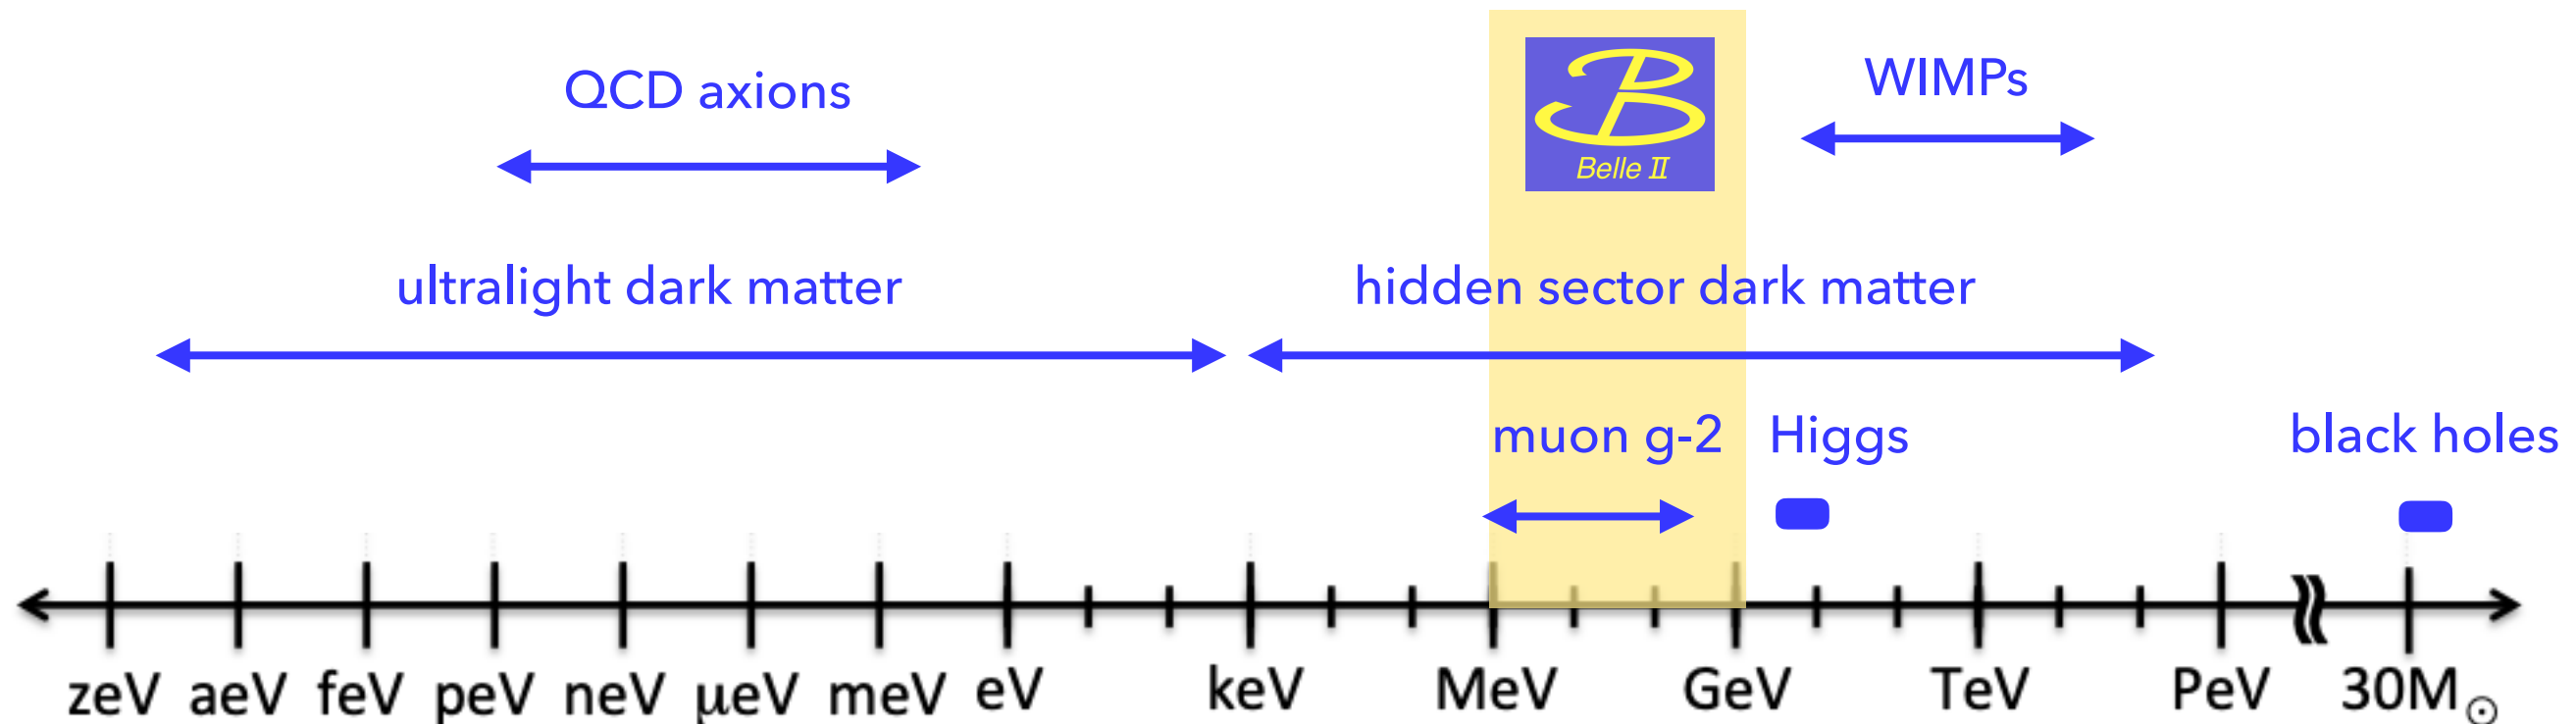 QCD axions
WIMPs
Belle II
ultralight dark matter
hidden sector dark matter
muon g-2
Higgs
black holes
zeV aeV feV peV neV μeV meV eV keV MeV GeV TeV PeV 30M⊙